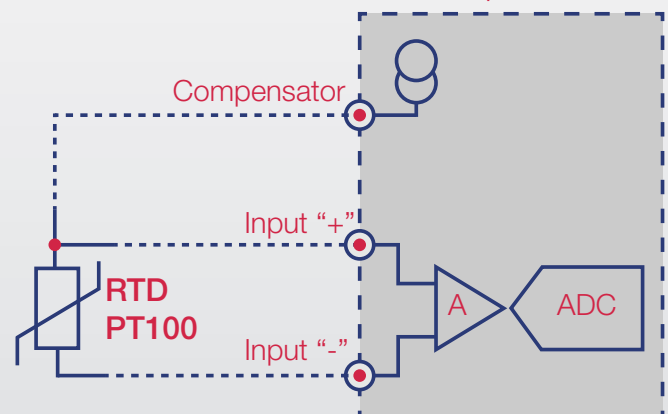 Compensator
Input “+”
RTD
PT100
A
ADC
Input “-”